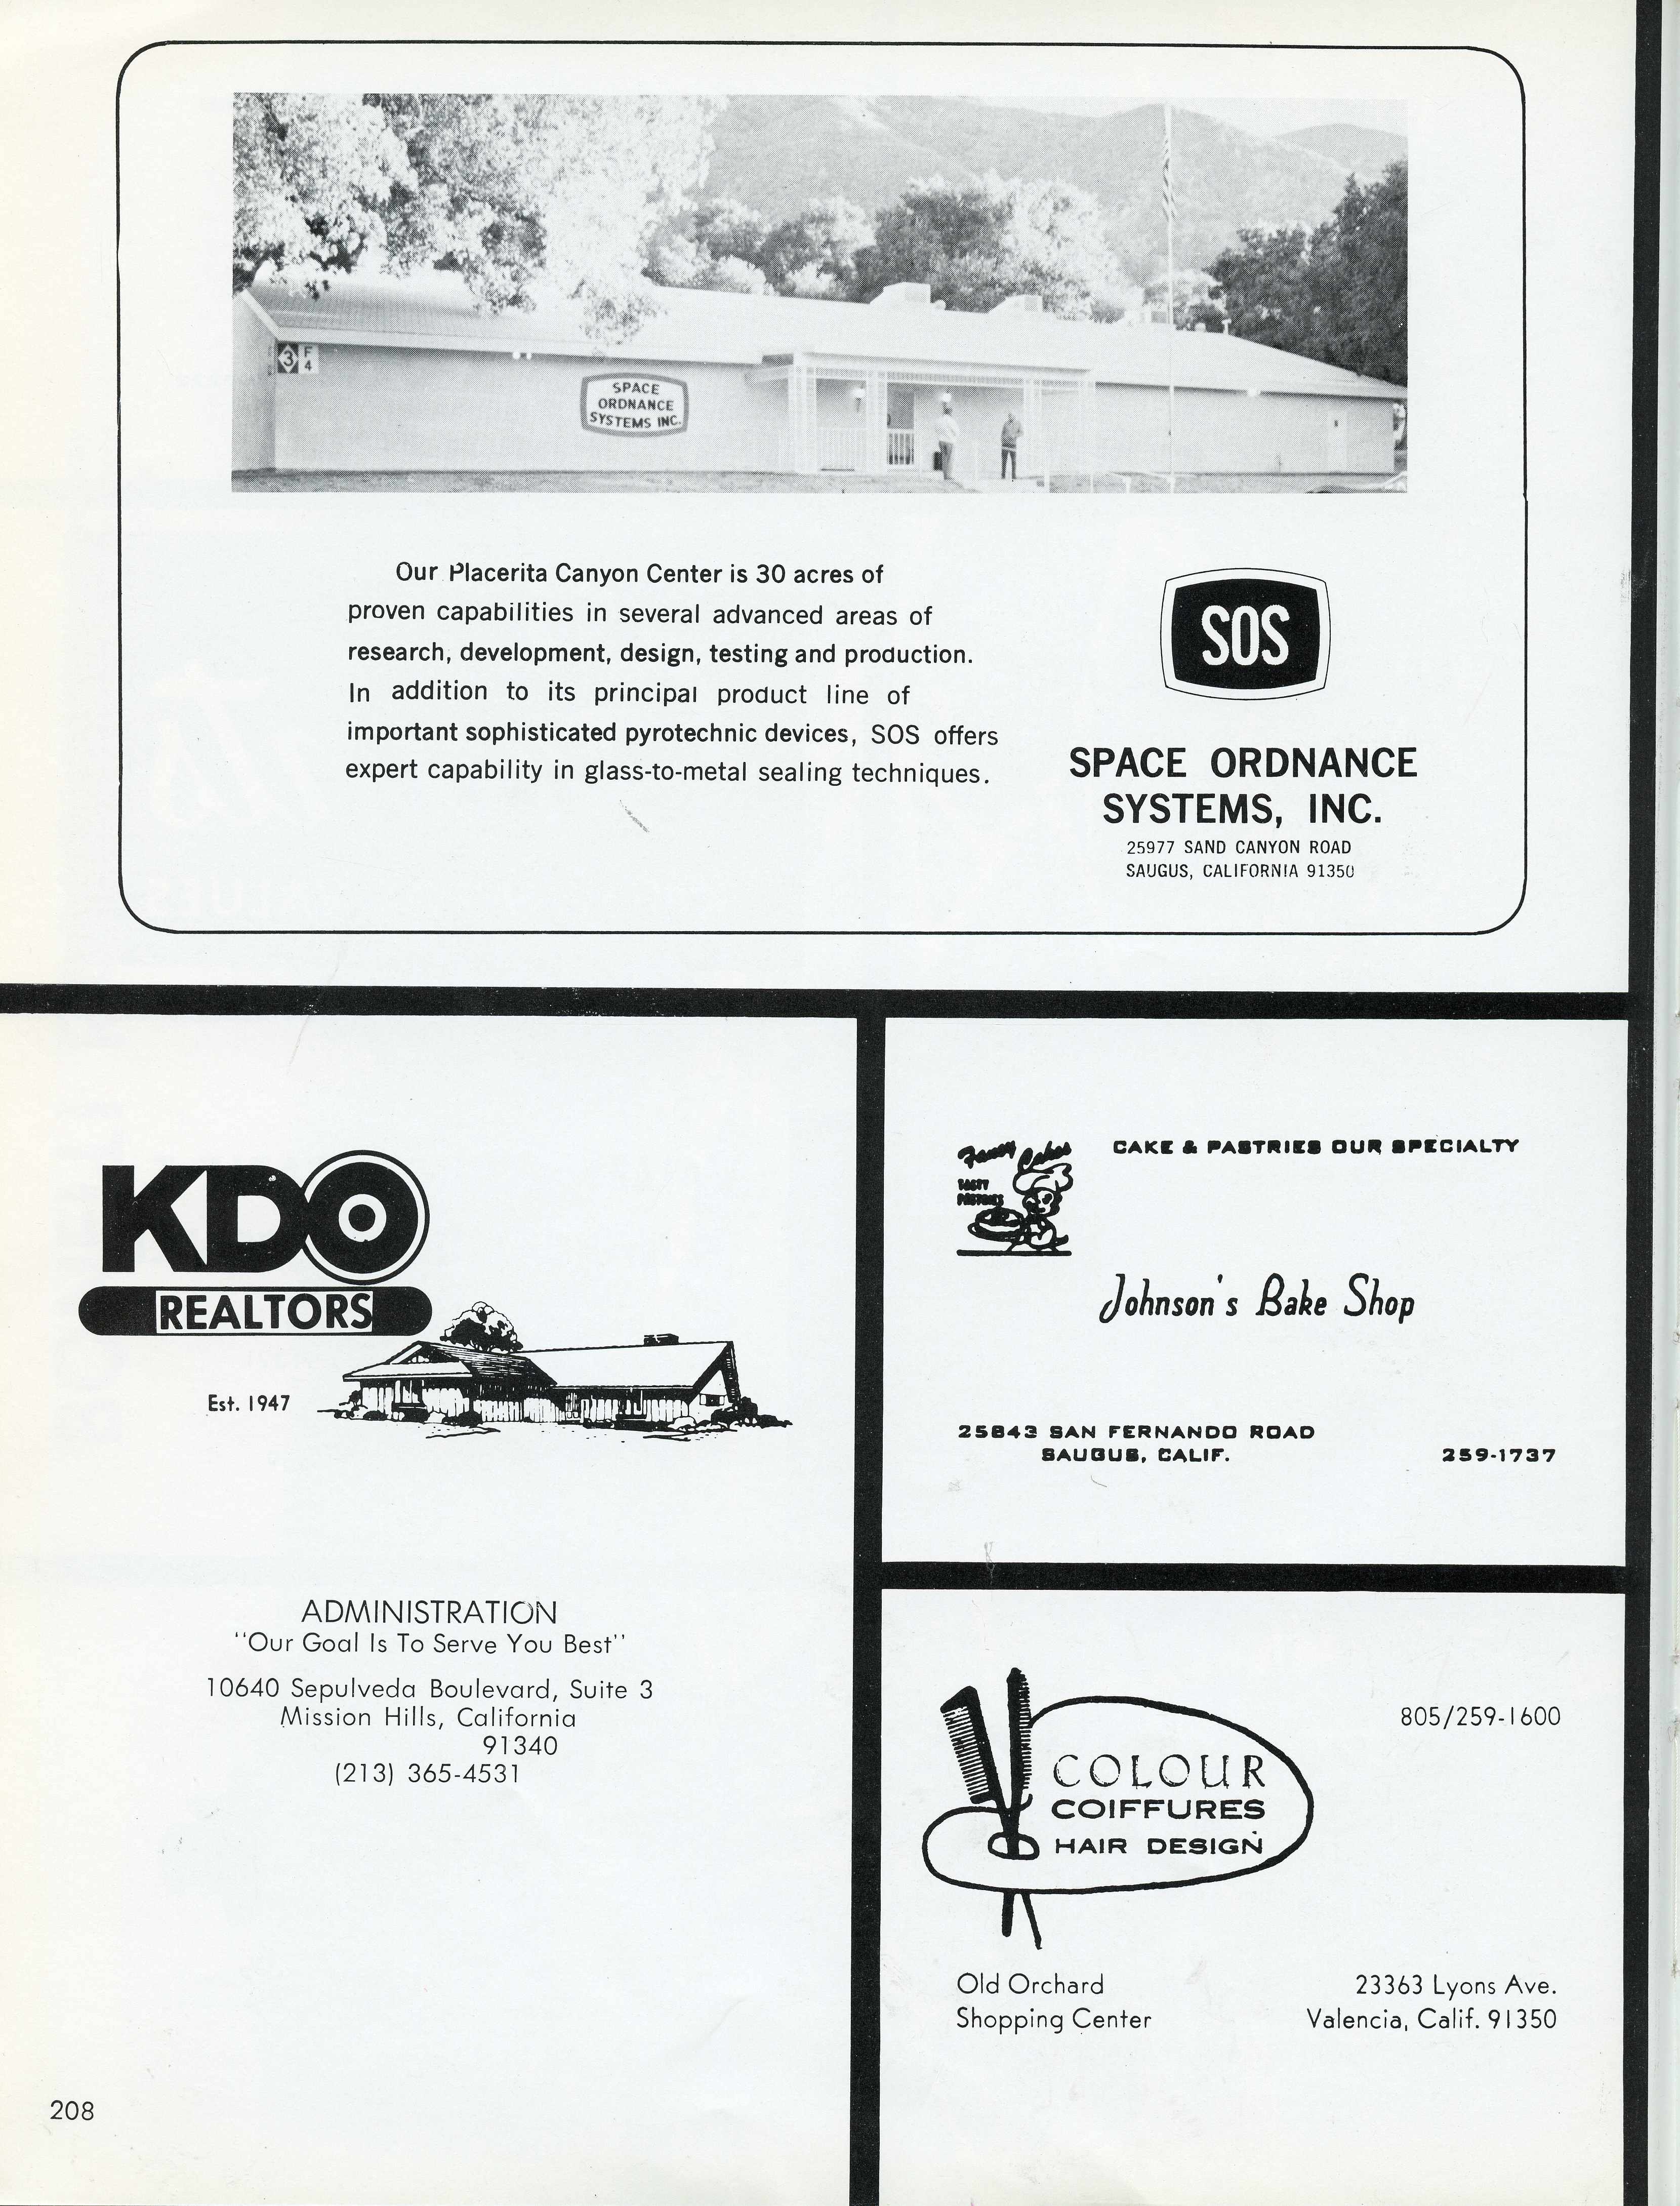 3 F
4
SPACE
ORDNANCE
SYSTEMS INC.
Our Placerita Canyon Center is 30 acres of
proven capabilities in several advanced areas of
research, development, design, testing and production.
In addition to its principal product line of
important sophisticated pyrotechnic devices, SOS offers
expert capability in glass-to-metal sealing techniques.
SOS
SPACE ORDNANCE
SYSTEMS, INC.
25977 SAND CANYON ROAD
SAUGUS, CALIFORNIA 91350
KDO
REALTORS
Est. 1947
ADMINISTRATION
"Our Goal Is To Serve You Best"
10640 Sepulveda Boulevard, Suite 3
Mission Hills, California
91340
(213) 365-4531
Fancy Cakes
TASTY
PASTRIES
CAKE & PASTRIES OUR SPECIALTY
Johnson's Bake Shop
25843 SAN FERNANDO ROAD
SAUGUS, CALIF. 259-1737
805/259-1600
COLOUR
COIFFURES
HAIR DESIGN
Old Orchard
Shopping Center
23363 Lyons Ave.
Valencia, Calif. 91350
208